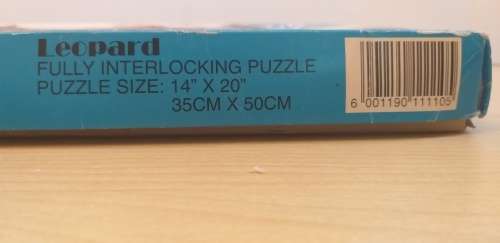 Leopard
FULLY INTERLOCKING PUZZLE
PUZZLE SIZE: 14" X 20"
35CM X 50CM
6 001190 111105